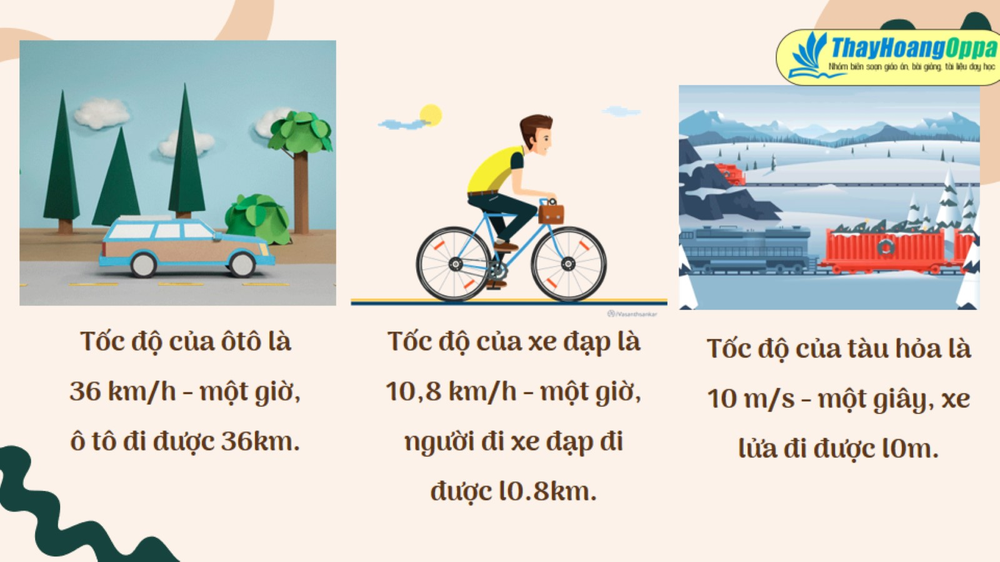 ThayHoangOppa
Nhóm biên soạn giáo án, bài giảng, tài liệu dạy học
/Vasanthsankar
Tốc độ của ôtô là
36 km/h - một giờ,
ô tô đi được 36km.
Tốc độ của xe đạp là
10,8 km/h - một giờ,
người đi xe đạp đi
được l0.8km.
Tốc độ của tàu hỏa là
10 m/s - một giây, xe
lửa đi được l0m.